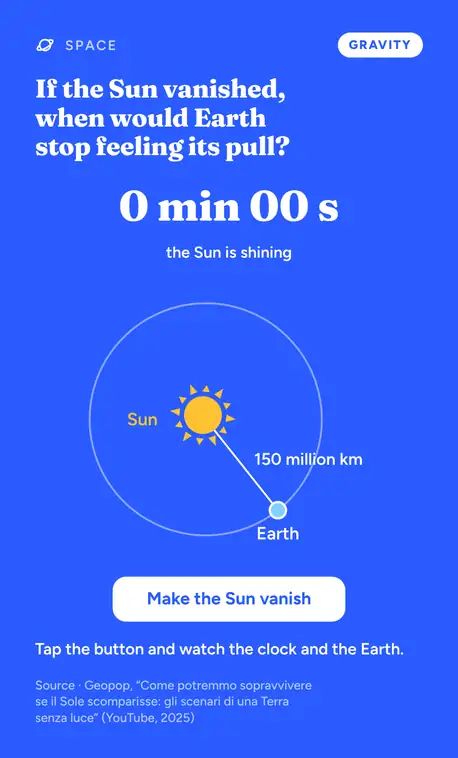 SPACE
GRAVITY
If the Sun vanished,
when would Earth
stop feeling its pull?
0 min 00 s
the Sun is shining
Sun
150 million km
Earth
Make the Sun vanish
Tap the button and watch the clock and the Earth.
Source · Geopop, “Come potremmo sopravvivere
se il Sole scomparisse: gli scenari di una Terra
senza luce” (YouTube, 2025)